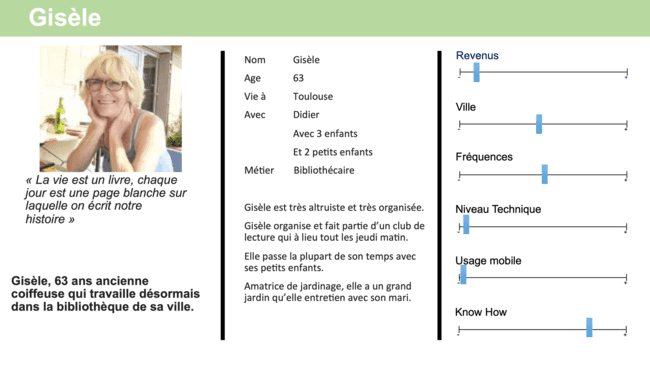 Gisèle
« La vie est un livre, chaque
jour est une page blanche sur
laquelle on écrit notre
histoire »
Gisèle, 63 ans ancienne
coiffeuse qui travaille désormais
dans la bibliothèque de sa ville.
Nom Gisèle
Age 63
Vie à Toulouse
Avec Didier
Avec 3 enfants
Et 2 petits enfants
Métier Bibliothécaire
Gisèle est très altruiste et très organisée.
Gisèle organise et fait partie d'un club de
lecture qui à lieu tout les jeudi matin.
Elle passe la plupart de son temps avec
ses petits enfants.
Amatrice de jardinage, elle a un grand
jardin qu'elle entretien avec son mari.
Revenus
Ville
Fréquences
Niveau Technique
Usage mobile
Know How